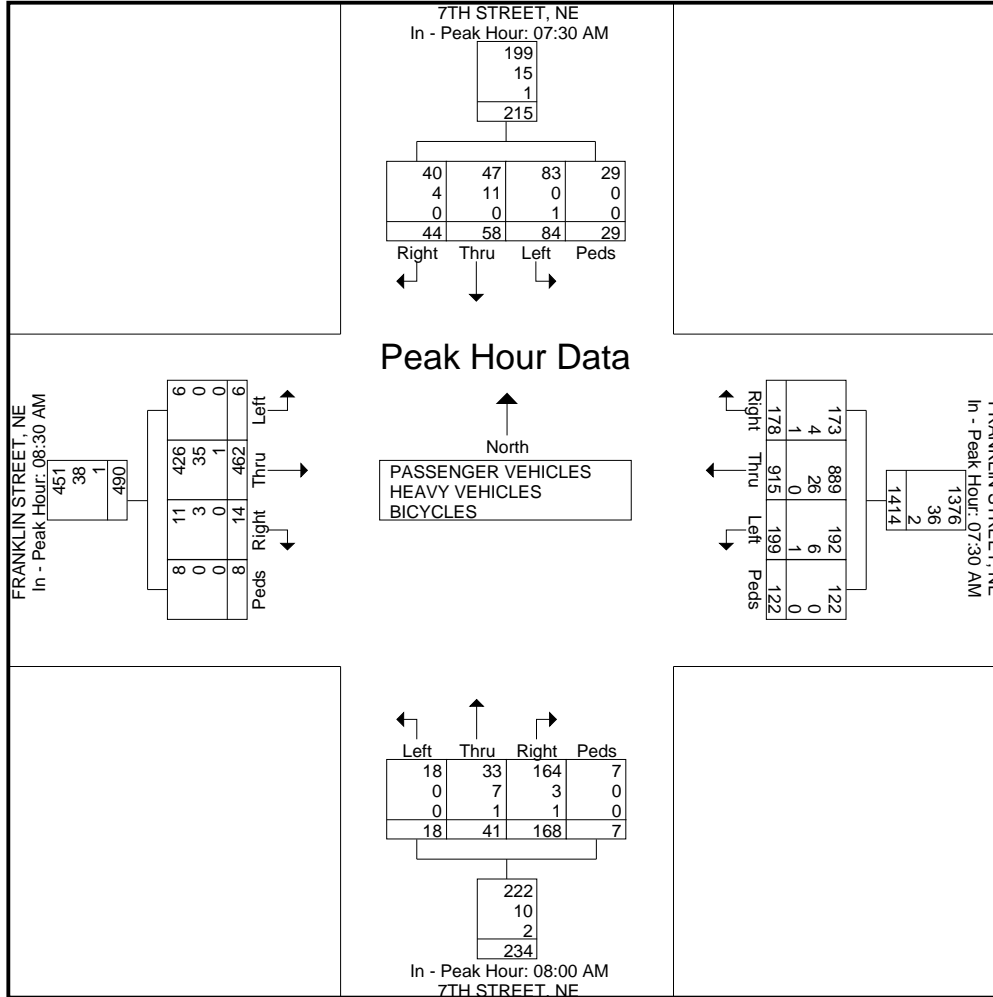 7TH STREET, NE
In - Peak Hour: 07:30 AM
199
15
1
215
40 47 83 29
4 11 0 0
0 0 1 0
44 58 84 29
Right Thru Left Peds
Peak Hour Data
North
PASSENGER VEHICLES
HEAVY VEHICLES
BICYCLES
FRANKLIN STREET, NE
In - Peak Hour: 08:30 AM
451
38
1
490
6 426 11 8
0 35 3 0
0 1 0 0
6 462 14 8
Left Thru Right Peds
FRANKLIN STREET, NE
In - Peak Hour: 07:30 AM
1376
36
2
1414
173 889 192 122
4 26 6 0
1 0 1 0
178 915 199 122
Right Thru Left Peds
Left Thru Right Peds
18 33 164 7
0 7 3 0
0 1 1 0
18 41 168 7
222
10
2
234
In - Peak Hour: 08:00 AM
7TH STREET, NE